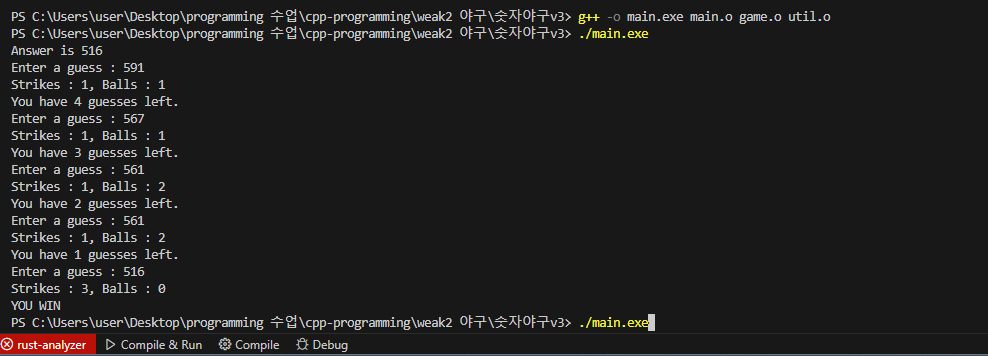 PS C:\Users\user\Desktop\programming 수업\cpp-programming\weak2 야구\숫자야구v3> g++ -o main.exe main.o game.o util.o
PS C:\Users\user\Desktop\programming 수업\cpp-programming\weak2 야구\숫자야구v3> ./main.exe
Answer is 516
Enter a guess : 591
Strikes : 1, Balls : 1
You have 4 guesses left.
Enter a guess : 567
Strikes : 1, Balls : 1
You have 3 guesses left.
Enter a guess : 561
Strikes : 1, Balls : 2
You have 2 guesses left.
Enter a guess : 561
Strikes : 1, Balls : 2
You have 1 guesses left.
Enter a guess : 516
Strikes : 3, Balls : 0
YOU WIN
PS C:\Users\user\Desktop\programming 수업\cpp-programming\weak2 야구\숫자야구v3> ./main.exe
rust-analyzer Compile & Run Compile Debug